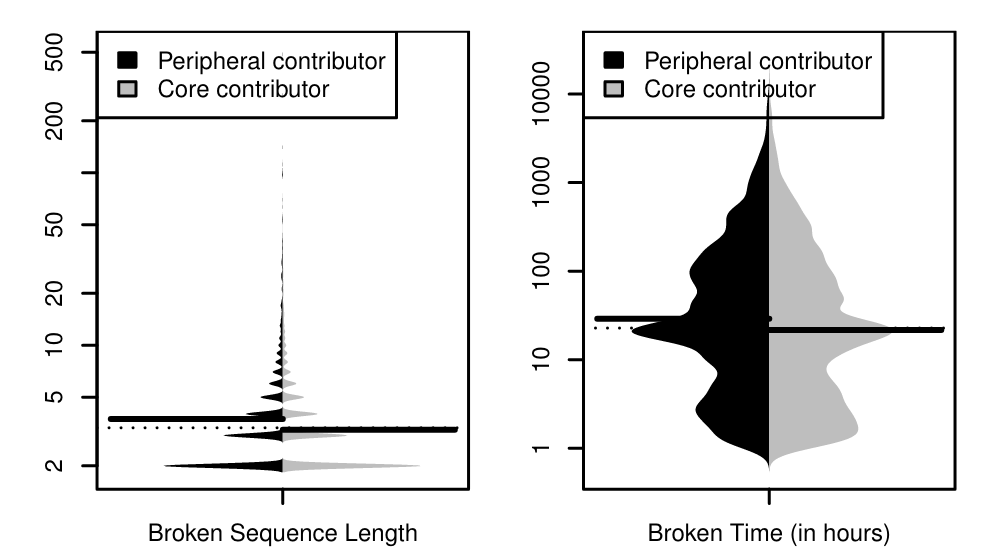 Peripheral contributor
Core contributor
500
200
50
20
10
5
2
Broken Sequence Length
Peripheral contributor
Core contributor
10000
1000
100
10
1
Broken Time (in hours)